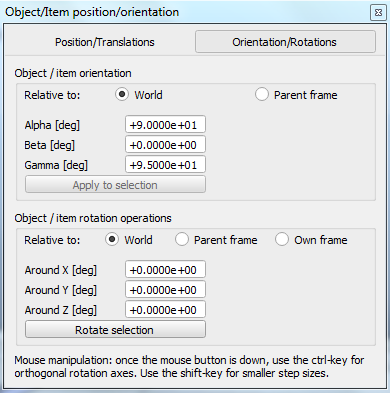 Object/Item position/orientation
Position/Translations Orientation/Rotations
Object / item orientation
Relative to: World Parent frame
Alpha [deg] +9.0000e+01
Beta [deg] +0.0000e+00
Gamma [deg] +9.5000e+01
Apply to selection
Object / item rotation operations
Relative to: World Parent frame Own frame
Around X [deg] +0.0000e+00
Around Y [deg] +0.0000e+00
Around Z [deg] +0.0000e+00
Rotate selection
Mouse manipulation: once the mouse button is down, use the ctrl-key for
orthogonal rotation axes. Use the shift-key for smaller step sizes.